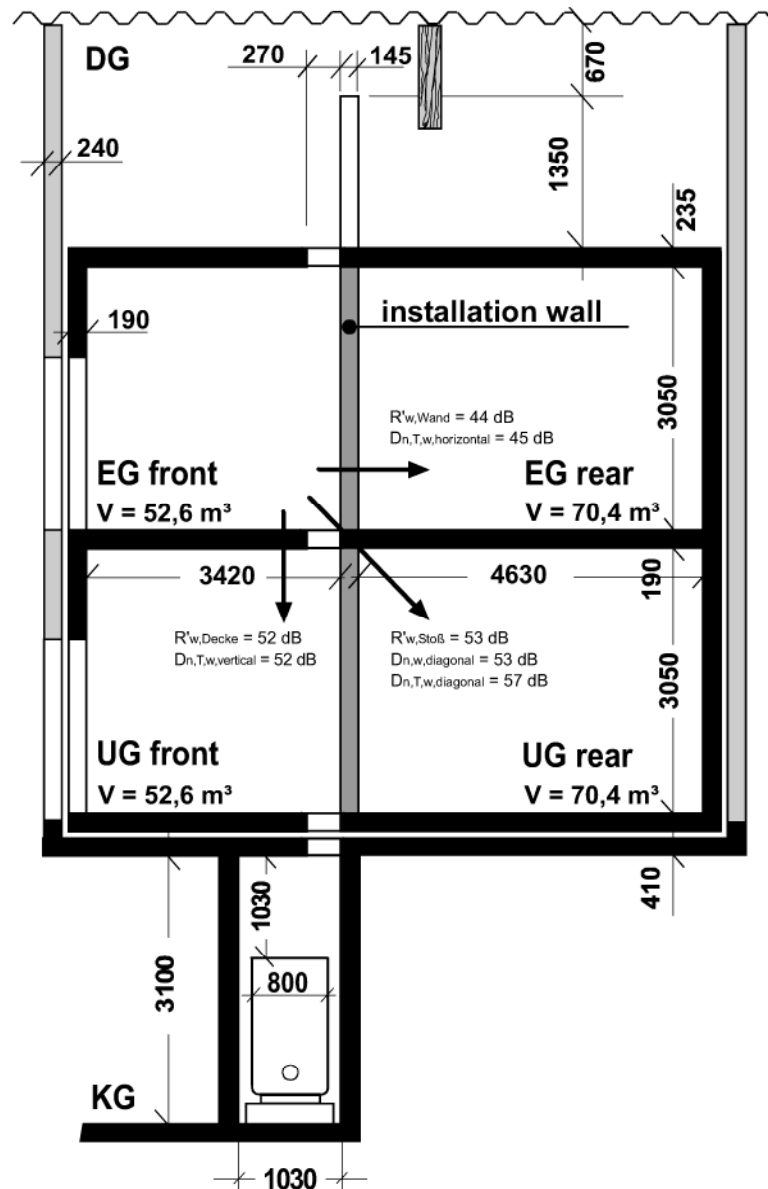 DG
270
145
670
240
1350
235
190
installation wall
3050
R'w,Wand = 44 dB
Dn,T,w,horizontal = 45 dB
EG front
V = 52,6 m³
EG rear
V = 70,4 m³
3420
4630
190
R'w,Decke = 52 dB
Dn,T,w,vertical = 52 dB
R'w,Stoß = 53 dB
Dn,w,diagonal = 53 dB
Dn,T,w,diagonal = 57 dB
3050
UG front
V = 52,6 m³
UG rear
V = 70,4 m³
410
1030
3100
800
KG
1030